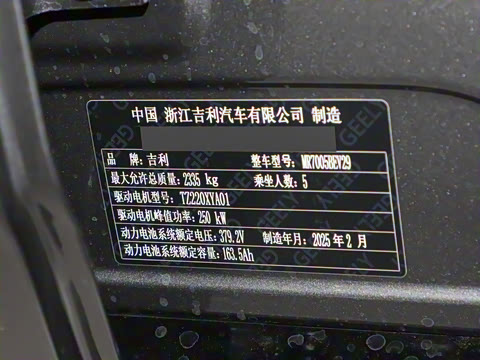 中国 浙江吉利汽车有限公司 制造
品 牌: 吉利 整车型号: MR7005BEV29
最大允许总质量: 2335 kg 乘坐人数: 5
驱动电机型号: TZ220XYA01
驱动电机峰值功率: 250 kW
动力电池系统额定电压: 379.2V 制造年月: 2025 年 2 月
动力电池系统额定容量: 163.5Ah